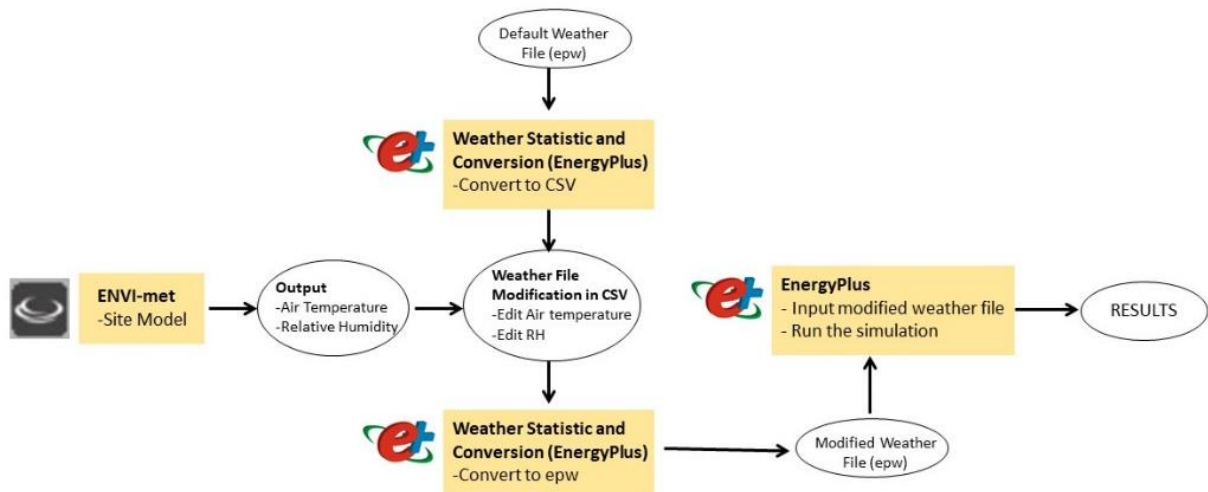 Default Weather
File (epw)
e+
Weather Statistic and
Conversion (EnergyPlus)
-Convert to CSV
ENVI-met
-Site Model
Output
-Air Temperature
-Relative Humidity
Weather File
Modification in CSV
-Edit Air temperature
-Edit RH
e+
Weather Statistic and
Conversion (EnergyPlus)
-Convert to epw
Modified Weather
File (epw)
e+
EnergyPlus
- Input modified weather file
- Run the simulation
RESULTS